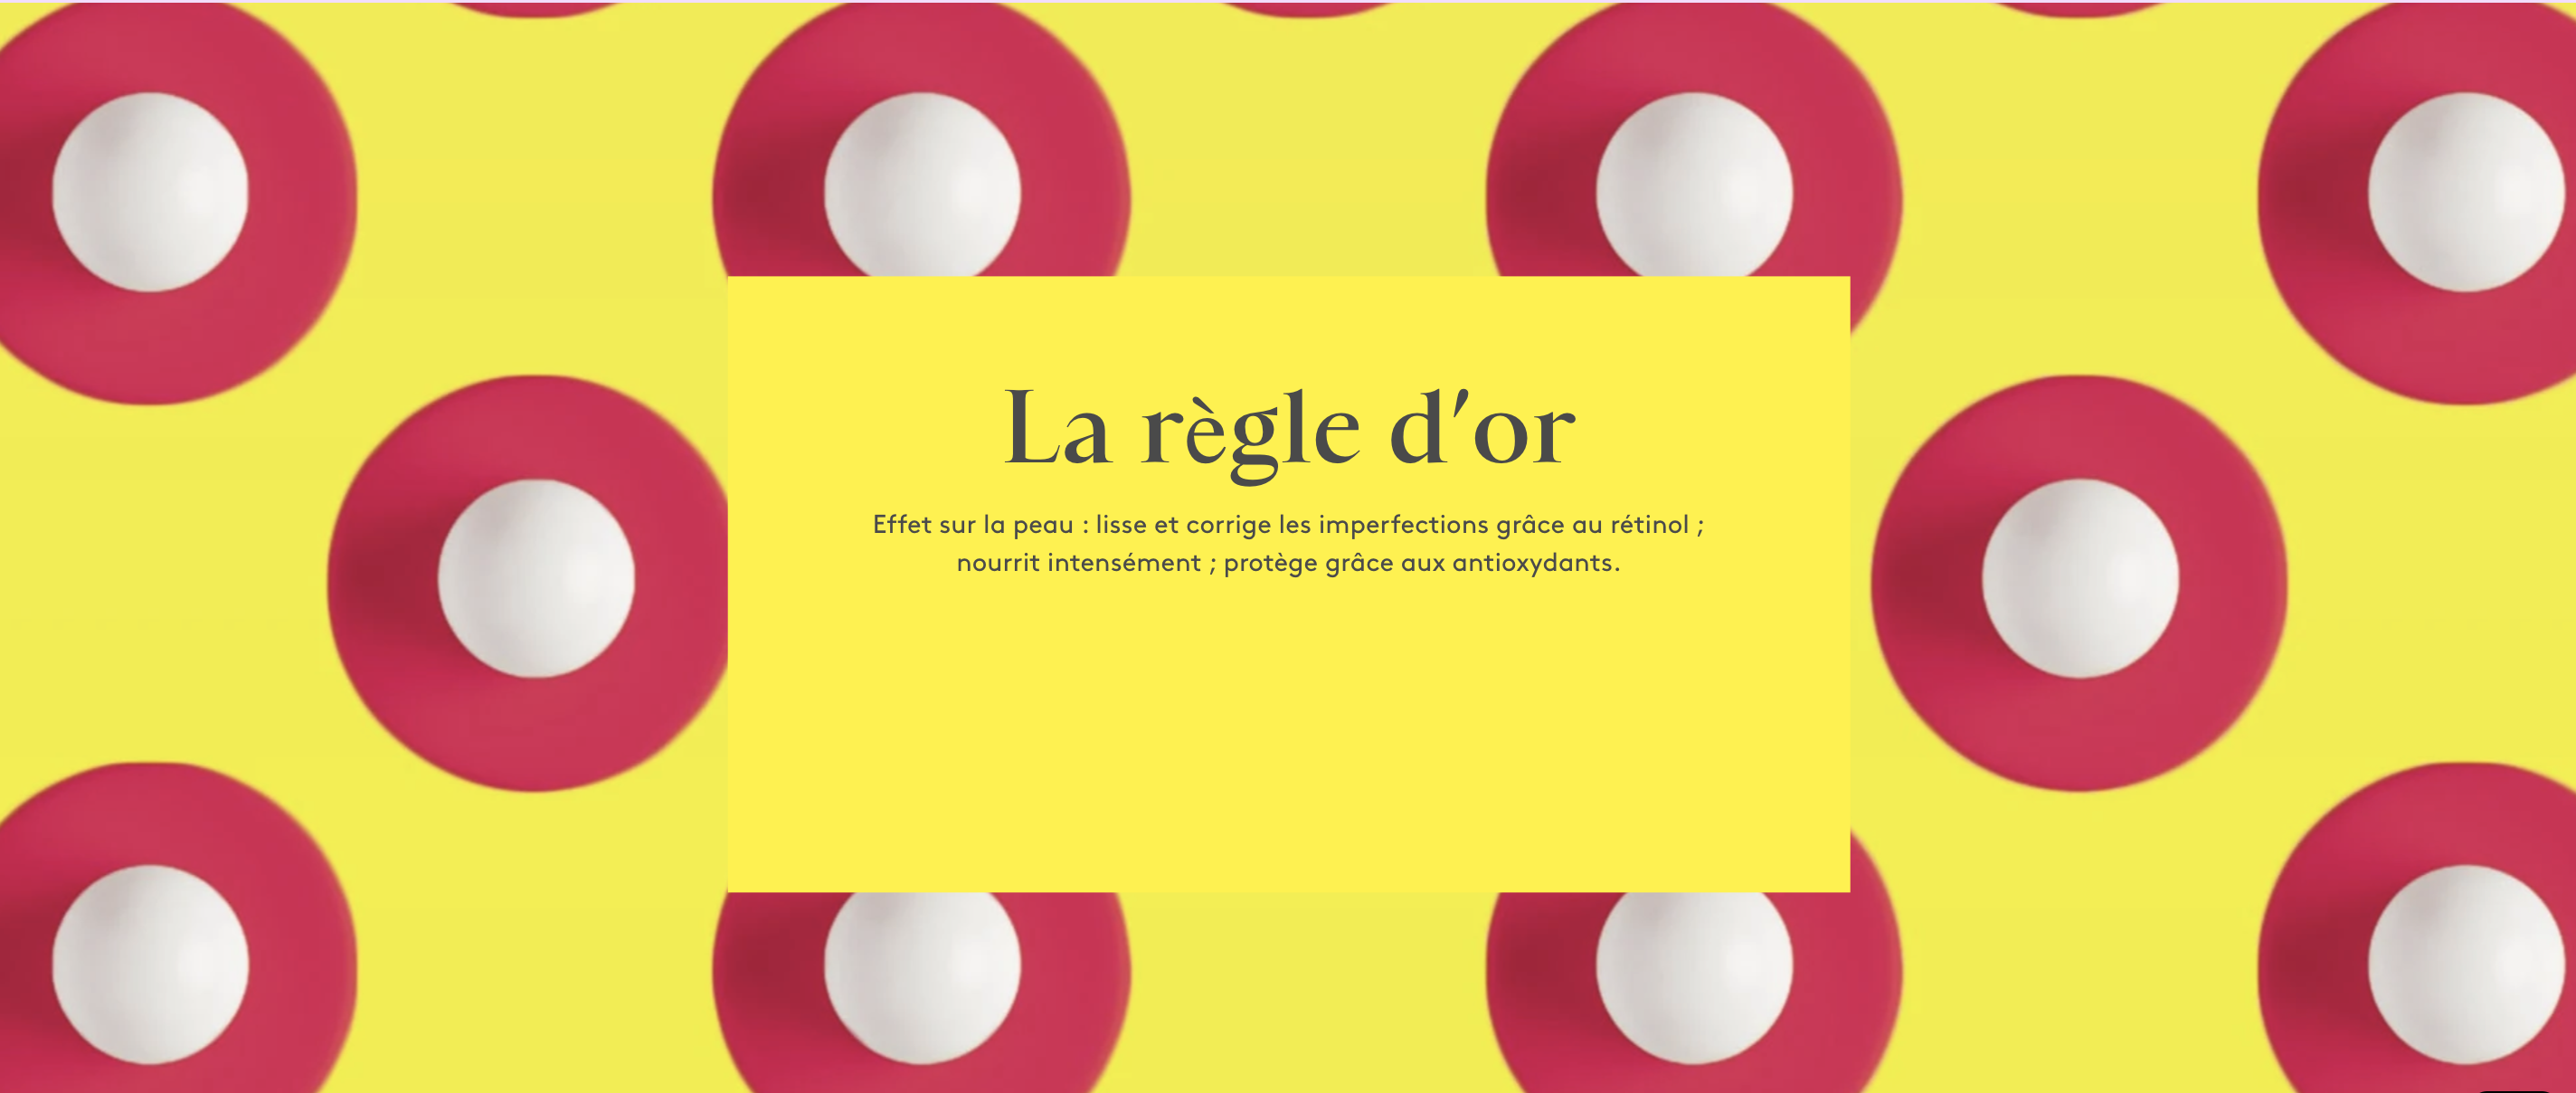 La règle d'or
Effet sur la peau : lisse et corrige les imperfections grâce au rétinol ;
nourrit intensément ; protège grâce aux antioxydants.